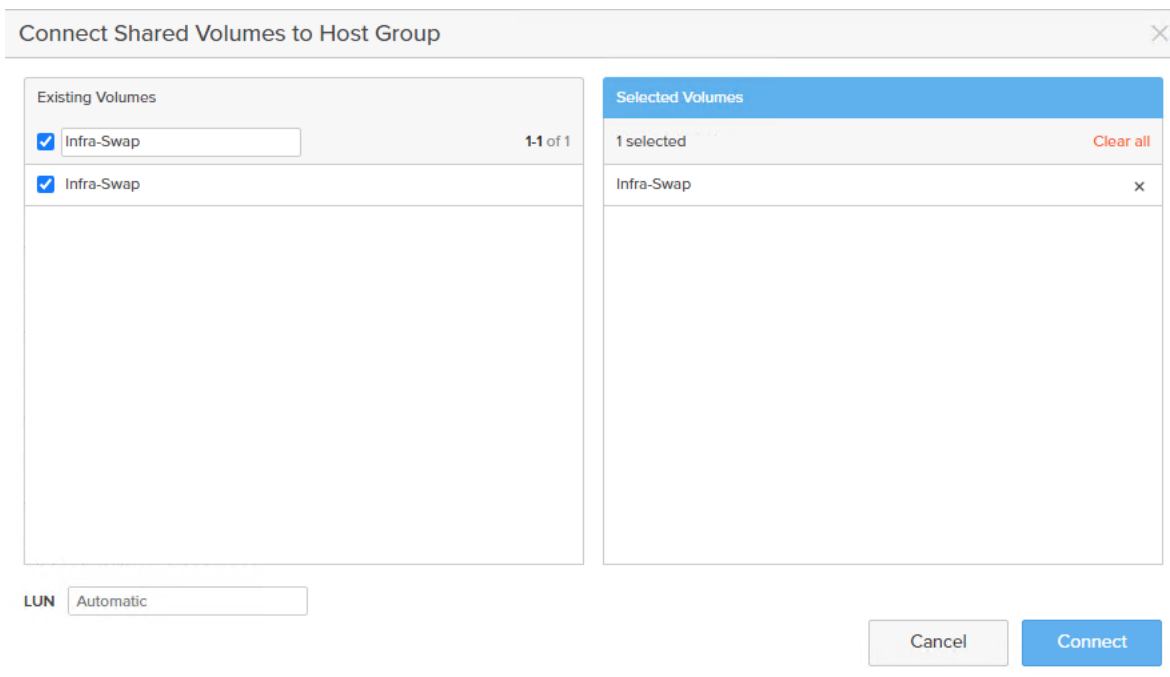 Connect Shared Volumes to Host Group
Existing Volumes
Infra-Swap
1-1 of 1
Infra-Swap
Selected Volumes
1 selected
Clear all
Infra-Swap
LUN
Automatic
Cancel
Connect